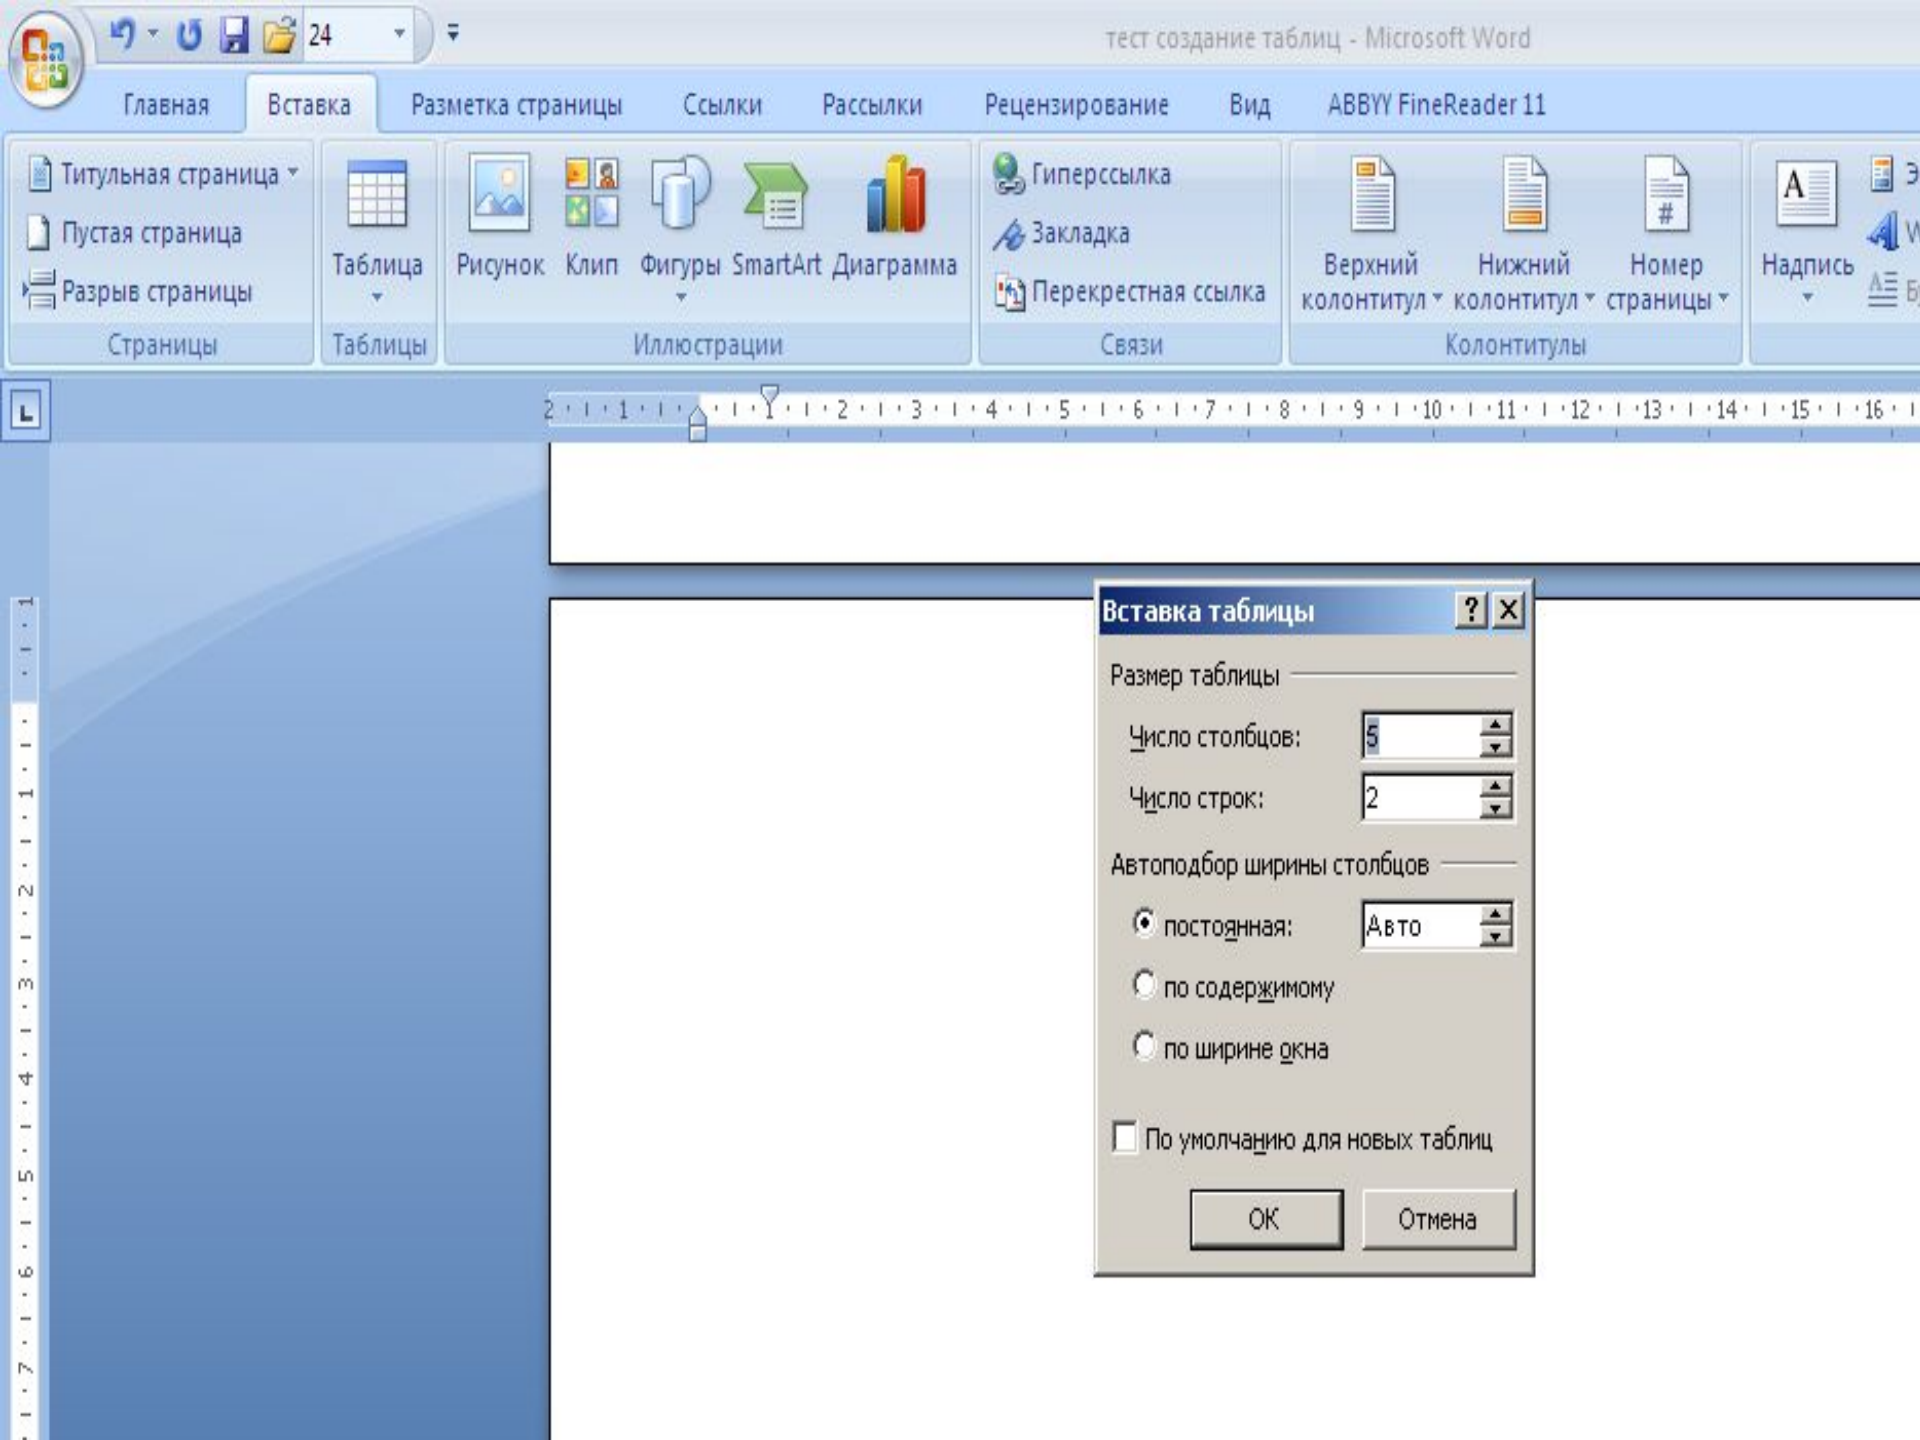 24
тест создание таблиц - Microsoft Word
Главная Вставка Разметка страницы Ссылки Рассылки Рецензирование Вид ABBYY FineReader 11
Титульная страница
Пустая страница
Разрыв страницы
Страницы
Таблица
Таблицы
Рисунок Клип Фигуры SmartArt Диаграмма
Иллюстрации
Гиперссылка
Закладка
Перекрестная ссылка
Связи
Верхний колонтитул
Нижний колонтитул
Номер страницы
Колонтитулы
A
Надпись
2 1 1 2 3 4 5 6 7 8 9 10 11 12 13 14 15 16
1 1 2 3 4 5 6 7
Вставка таблицы
Размер таблицы
Число столбцов: 5
Число строк: 2
Автоподбор ширины столбцов
постоянная: Авто
по содержимому
по ширине окна
По умолчанию для новых таблиц
ОК Отмена